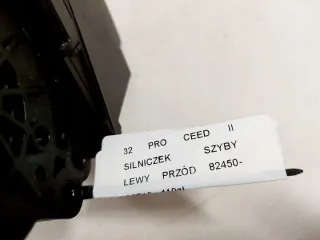 32 PRO CEED II
SILNICZEK SZYBY
LEWY PRZÓD 82450-